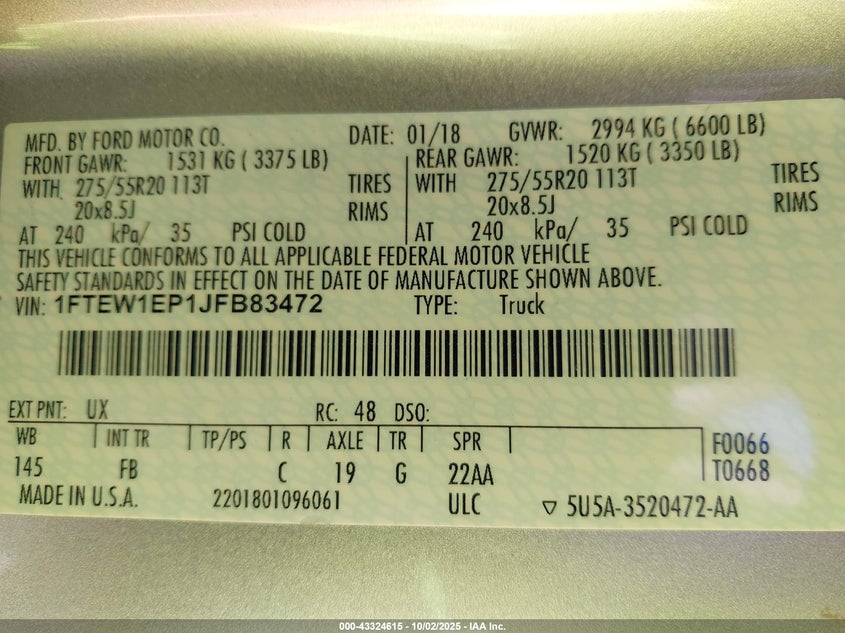 MFD. BY FORD MOTOR CO. DATE: 01/18 GVWR: 2994 KG ( 6600 LB)
FRONT GAWR: 1531 KG ( 3375 LB) REAR GAWR: 1520 KG ( 3350 LB)
WITH 275/55R20 113T TIRES WITH 275/55R20 113T TIRES
20x8.5J RIMS 20x8.5J RIMS
AT 240 kPa/ 35 PSI COLD AT 240 kPa/ 35 PSI COLD
THIS VEHICLE CONFORMS TO ALL APPLICABLE FEDERAL MOTOR VEHICLE
SAFETY STANDARDS IN EFFECT ON THE DATE OF MANUFACTURE SHOWN ABOVE.
VIN: 1FTEW1EP1JFB83472 TYPE: Truck
EXT PNT: UX RC: 48 DSO:
WB INT TR TP/PS R AXLE TR SPR F0066
145 FB C 19 G 22AA T0668
MADE IN U.S.A. 2201801096061 ULC ▽ 5U5A-3520472-AA
000-43324615 - 10/02/2025 - IAA Inc.